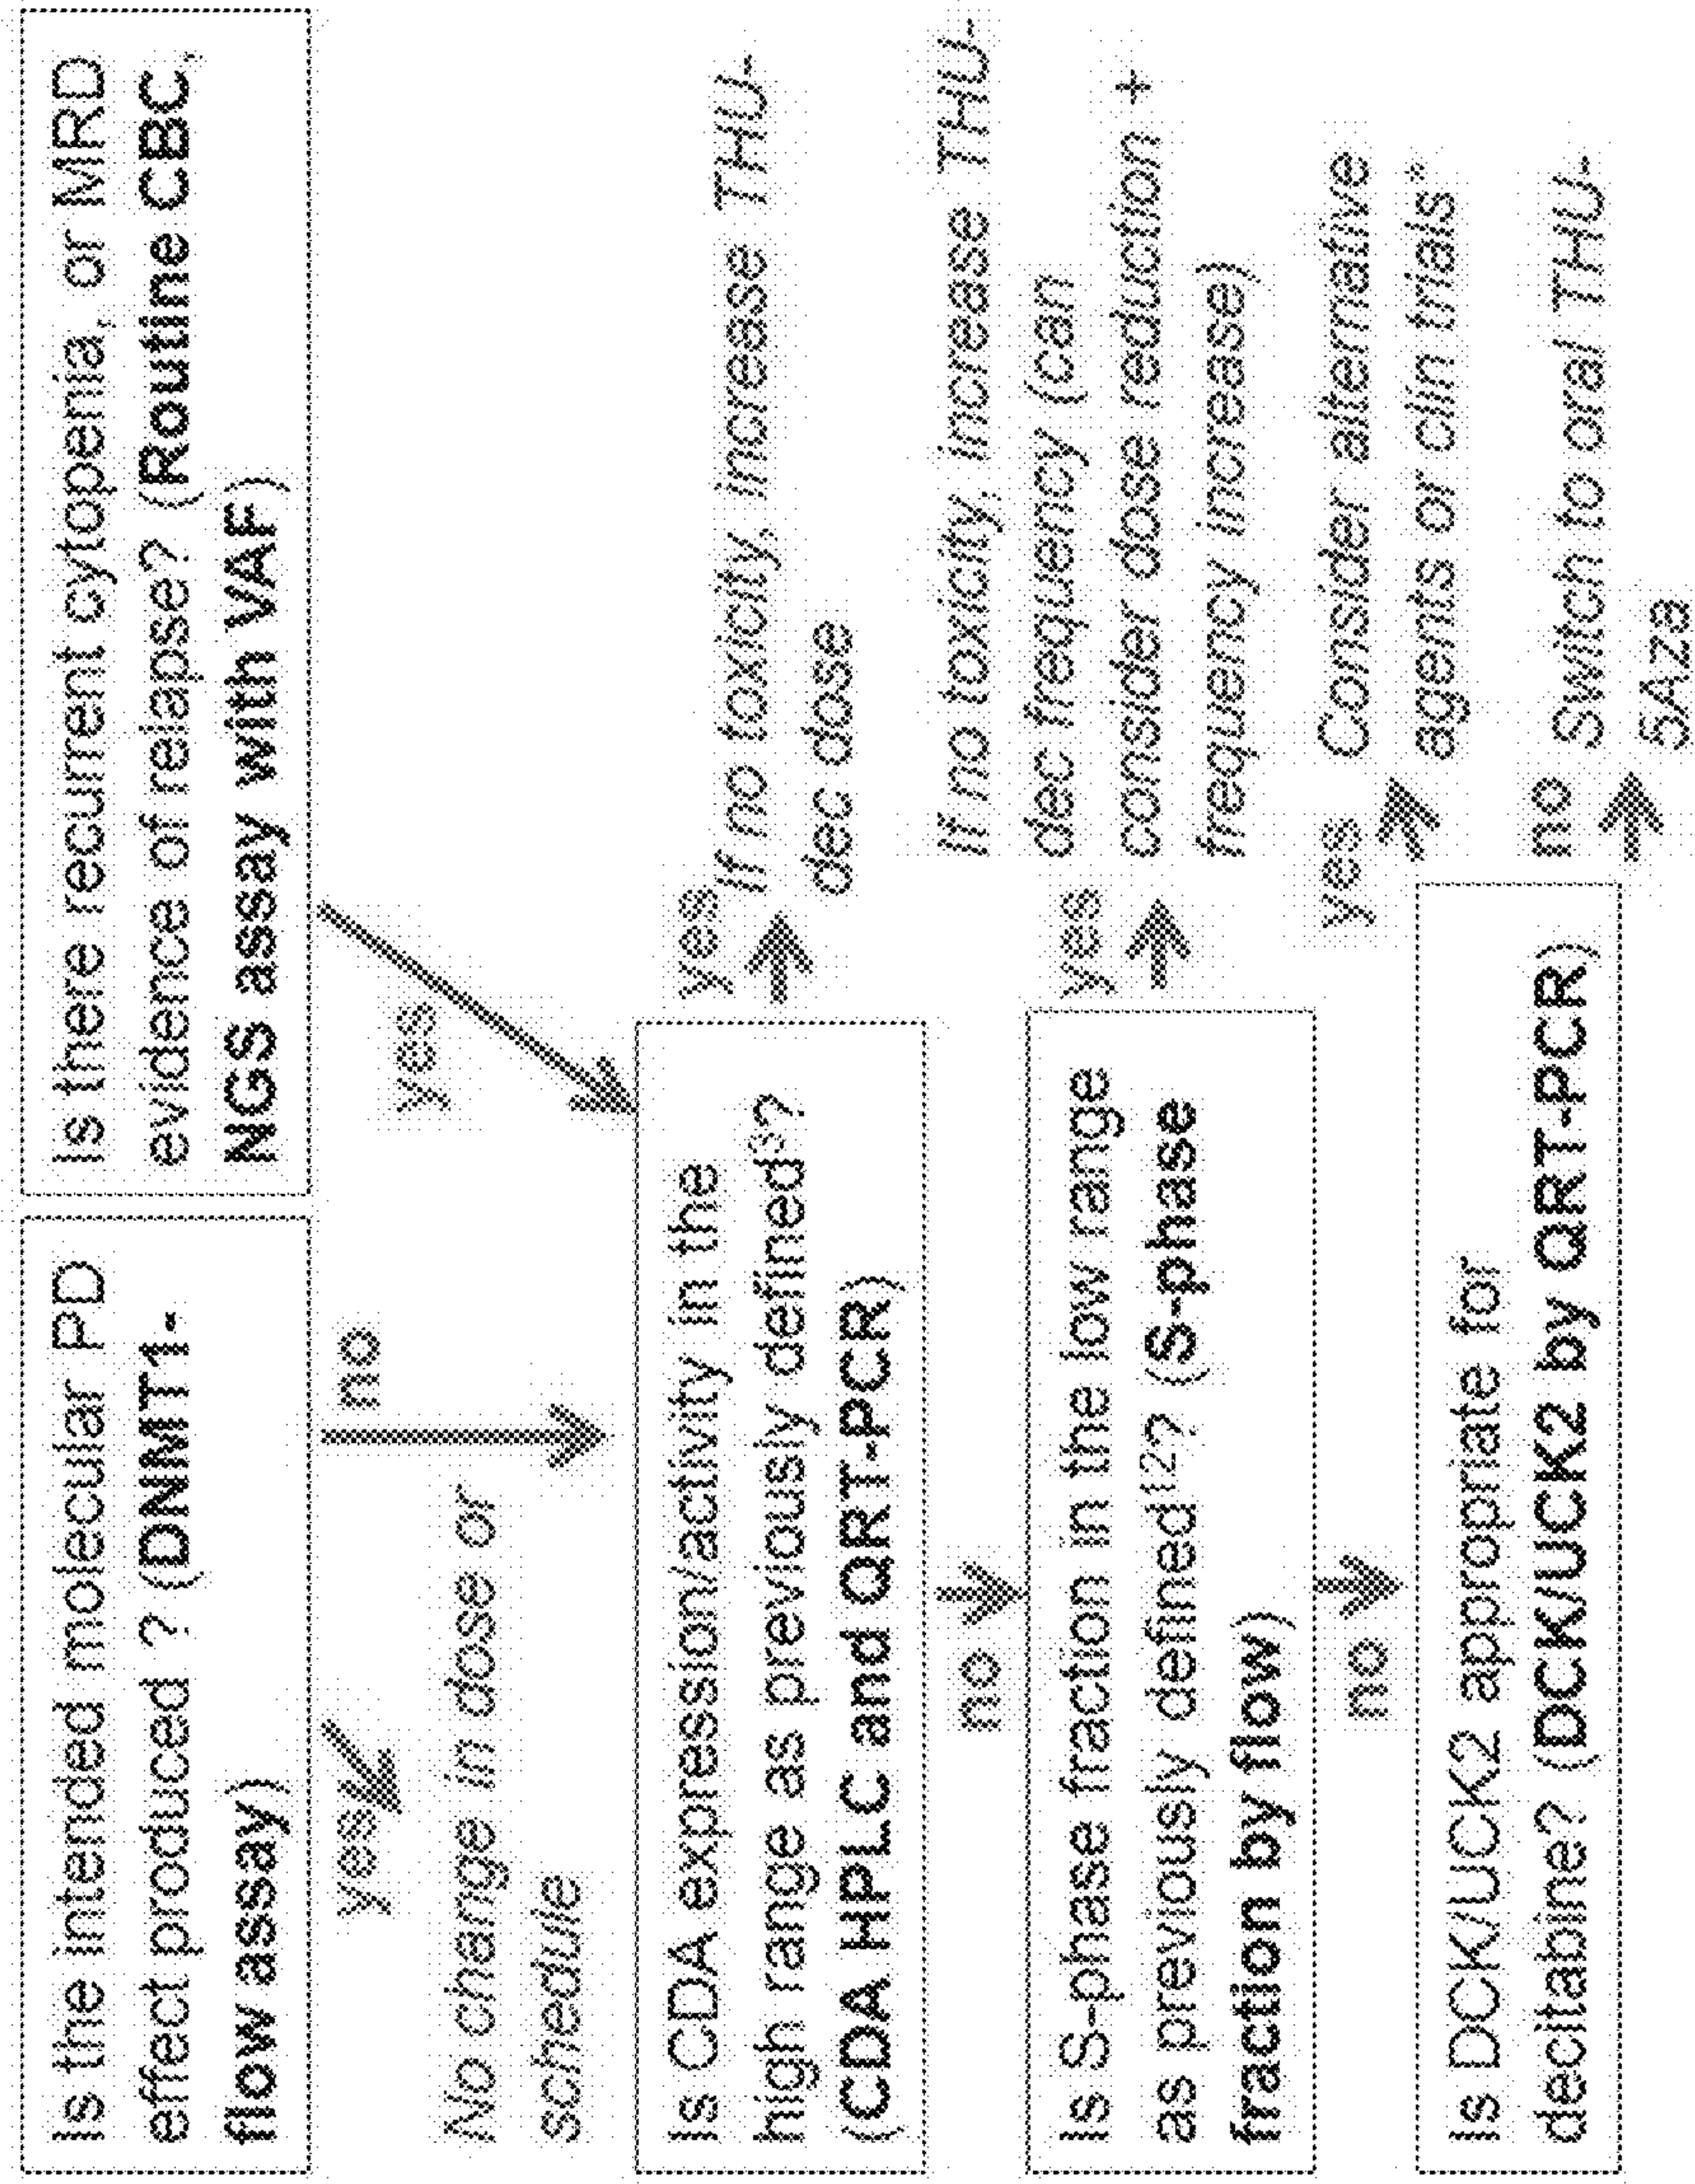 Is the intended molecular PD
effect produced ? (DNMT1-
flow assay)
Is there recurrent cytopenia, or MRD
evidence of relapse? (Routine CBC,
NGS assay with VAF)
yes
no
yes
No change in dose or
schedule
Is CDA expression/activity in the
high range as previously defined⁵?
(CDA HPLC and QRT-PCR)
yes
If no toxicity, increase THU-
dec dose
no
Is S-phase fraction in the low range
as previously defined¹²? (S-phase
fraction by flow)
yes
If no toxicity, increase THU-
dec frequency (can
consider dose reduction +
frequency increase)
no
Is DCK/UCK2 appropriate for
decitabine? (DCK/UCK2 by QRT-PCR)
yes
Consider alternative
agents or clin trials*
no
Switch to oral THU-
5Aza